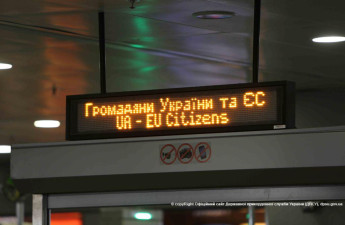 Громадяни України та ЄС
UA - EU Citizens